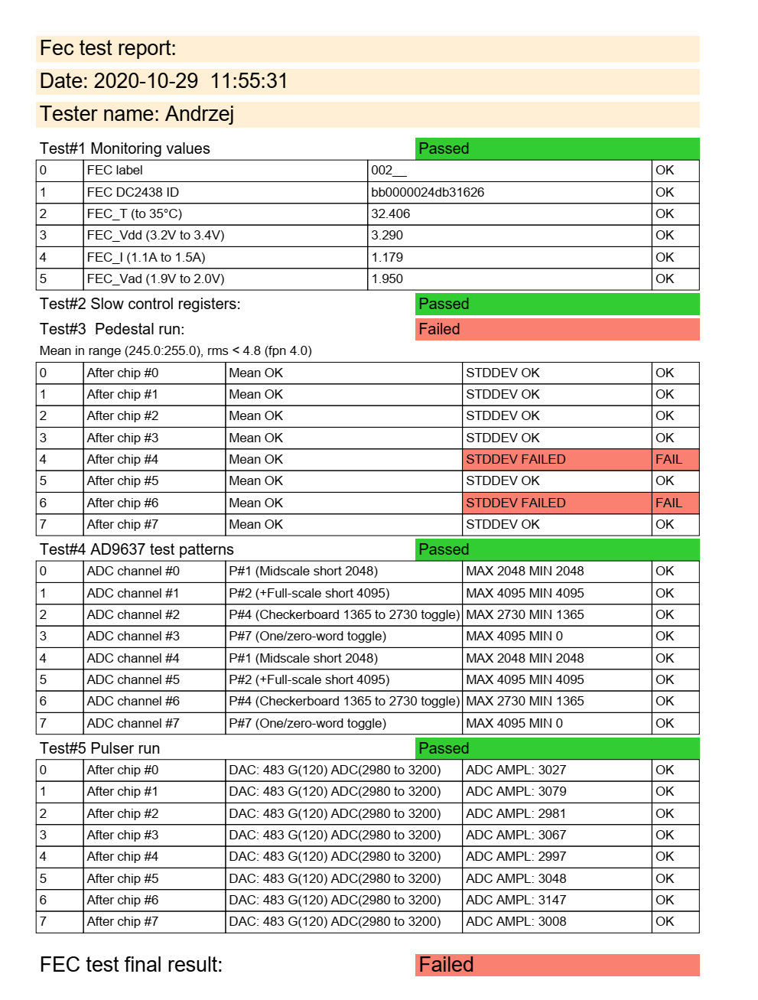 Fec test report:
Date: 2020-10-29  11:55:31
Tester name: Andrzej
Test#1 Monitoring values Passed
0 FEC label 002__ OK
1 FEC DC2438 ID bb0000024db31626 OK
2 FEC_T (to 35°C) 32.406 OK
3 FEC_Vdd (3.2V to 3.4V) 3.290 OK
4 FEC_I (1.1A to 1.5A) 1.179 OK
5 FEC_Vad (1.9V to 2.0V) 1.950 OK
Test#2 Slow control registers: Passed
Test#3  Pedestal run: Failed
Mean in range (245.0:255.0), rms < 4.8 (fpn 4.0)
0 After chip #0 Mean OK STDDEV OK OK
1 After chip #1 Mean OK STDDEV OK OK
2 After chip #2 Mean OK STDDEV OK OK
3 After chip #3 Mean OK STDDEV OK OK
4 After chip #4 Mean OK STDDEV FAILED FAIL
5 After chip #5 Mean OK STDDEV OK OK
6 After chip #6 Mean OK STDDEV FAILED FAIL
7 After chip #7 Mean OK STDDEV OK OK
Test#4 AD9637 test patterns Passed
0 ADC channel #0 P#1 (Midscale short 2048) MAX 2048 MIN 2048 OK
1 ADC channel #1 P#2 (+Full-scale short 4095) MAX 4095 MIN 4095 OK
2 ADC channel #2 P#4 (Checkerboard 1365 to 2730 toggle) MAX 2730 MIN 1365 OK
3 ADC channel #3 P#7 (One/zero-word toggle) MAX 4095 MIN 0 OK
4 ADC channel #4 P#1 (Midscale short 2048) MAX 2048 MIN 2048 OK
5 ADC channel #5 P#2 (+Full-scale short 4095) MAX 4095 MIN 4095 OK
6 ADC channel #6 P#4 (Checkerboard 1365 to 2730 toggle) MAX 2730 MIN 1365 OK
7 ADC channel #7 P#7 (One/zero-word toggle) MAX 4095 MIN 0 OK
Test#5 Pulser run Passed
0 After chip #0 DAC: 483 G(120) ADC(2980 to 3200) ADC AMPL: 3027 OK
1 After chip #1 DAC: 483 G(120) ADC(2980 to 3200) ADC AMPL: 3079 OK
2 After chip #2 DAC: 483 G(120) ADC(2980 to 3200) ADC AMPL: 2981 OK
3 After chip #3 DAC: 483 G(120) ADC(2980 to 3200) ADC AMPL: 3067 OK
4 After chip #4 DAC: 483 G(120) ADC(2980 to 3200) ADC AMPL: 2997 OK
5 After chip #5 DAC: 483 G(120) ADC(2980 to 3200) ADC AMPL: 3048 OK
6 After chip #6 DAC: 483 G(120) ADC(2980 to 3200) ADC AMPL: 3147 OK
7 After chip #7 DAC: 483 G(120) ADC(2980 to 3200) ADC AMPL: 3008 OK
FEC test final result: Failed